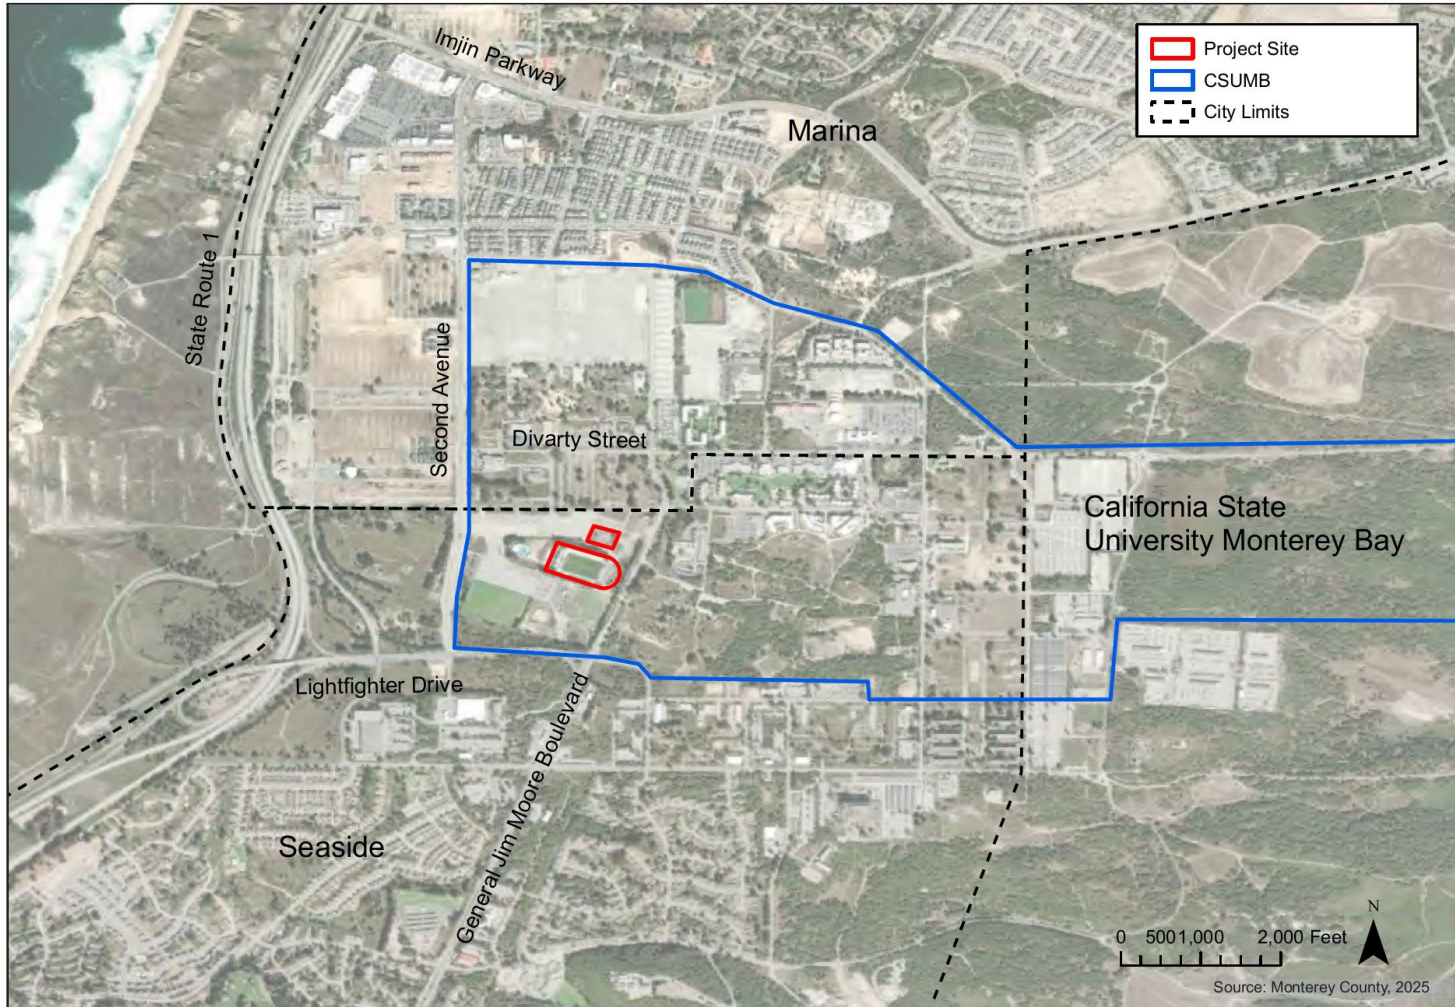 Project Site
CSUMB
City Limits
Imjin Parkway
Marina
State Route 1
Second Avenue
Divarty Street
California State
University Monterey Bay
Lightfighter Drive
General Jim Moore Boulevard
Seaside
N
0 500 1,000 2,000 Feet
Source: Monterey County, 2025